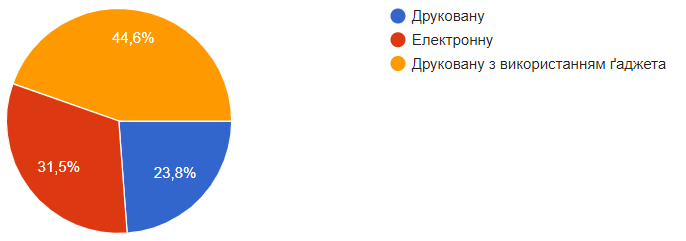 44,6%
31,5%
23,8%
Друковану
Електронну
Друковану з використанням ґаджета